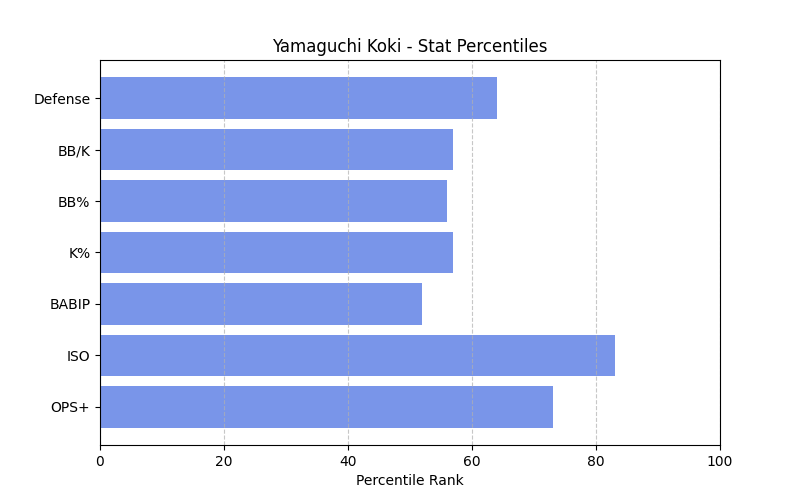 Yamaguchi Koki - Stat Percentiles
Defense
BB/K
BB%
K%
BABIP
ISO
OPS+
0 20 40 60 80 100
Percentile Rank